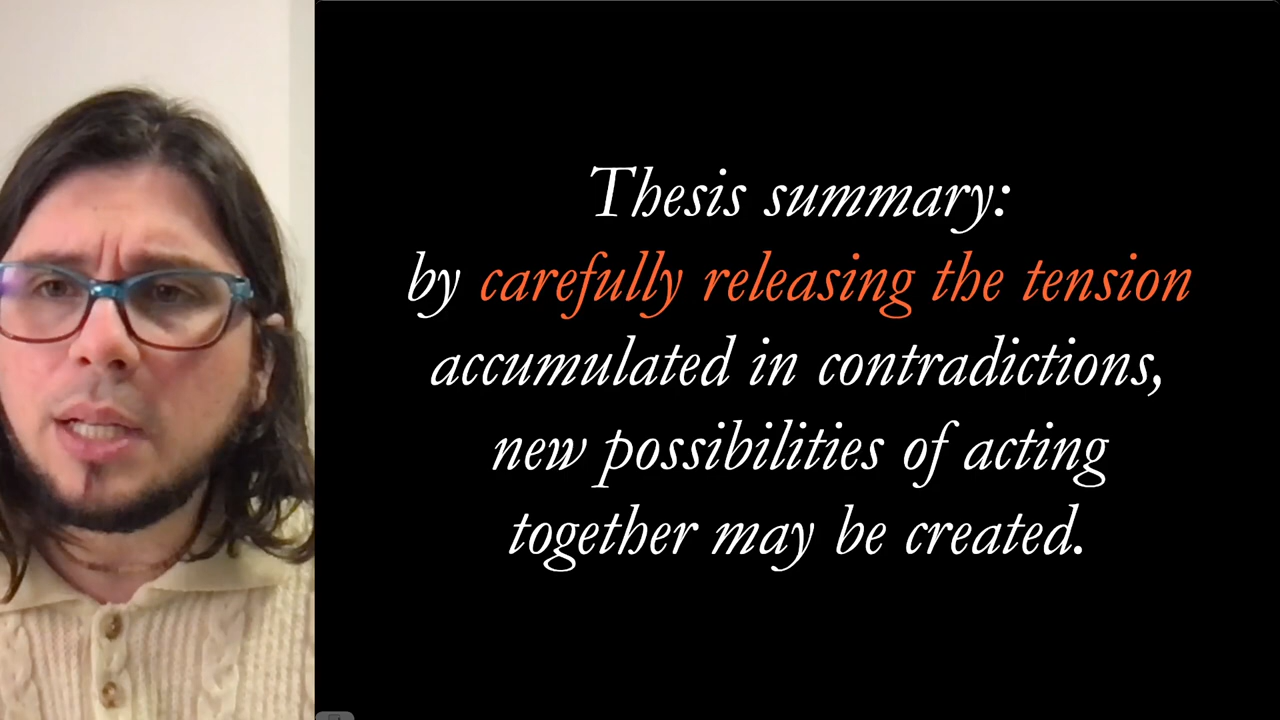 Thesis summary:
by carefully releasing the tension
accumulated in contradictions,
new possibilities of acting
together may be created.